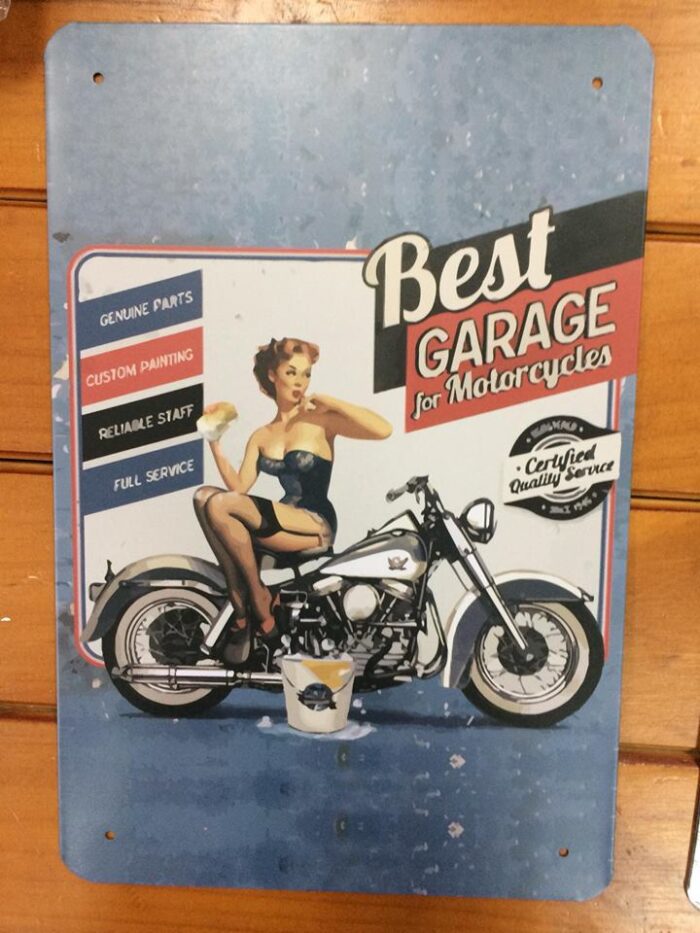 Best
GARAGE
for Motorcycles
GENUINE PARTS
CUSTOM PAINTING
RELIABLE STAFF
FULL SERVICE
Certified
Quality Service